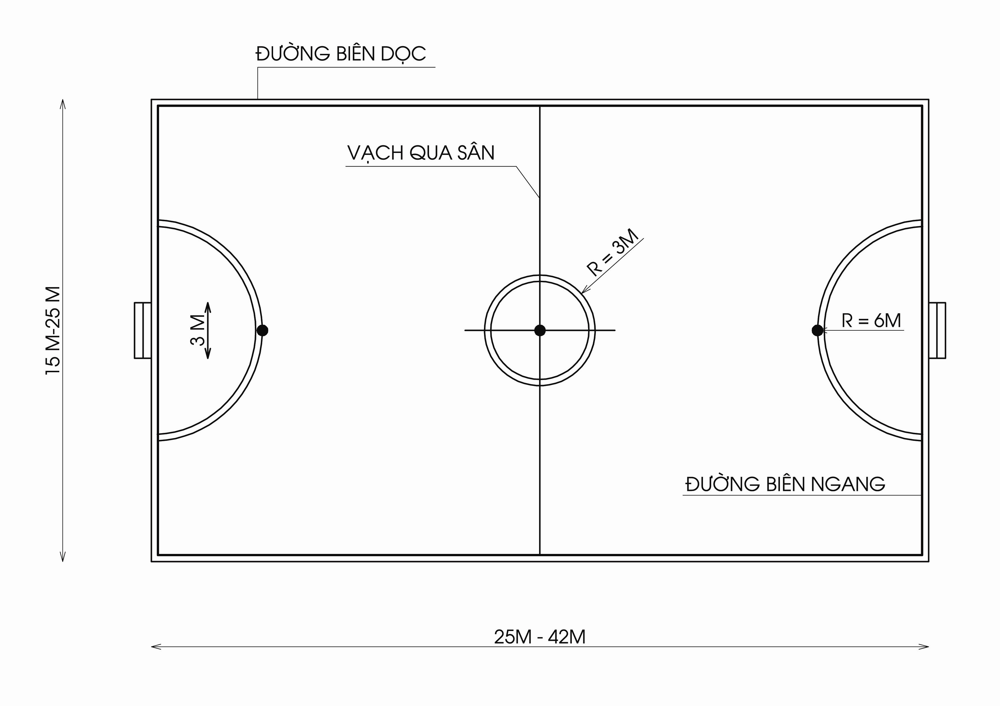 ĐƯỜNG BIÊN DỌC
VẠCH QUA SÂN
R = 3M
15 M-25 M
3 M
R = 6M
ĐƯỜNG BIÊN NGANG
25M - 42M